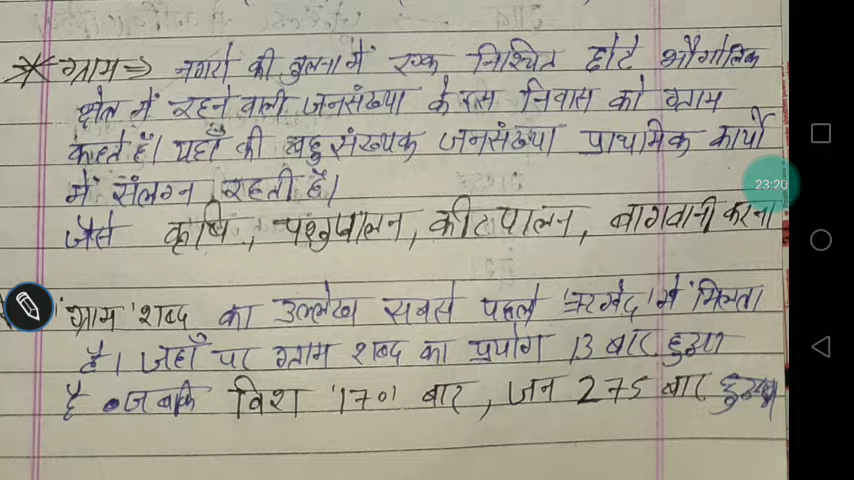 * ग्राम ⇒ नगरों की तुलना में एक निश्चित छोटे भौगोलिक
क्षेत्र में रहने वाली जनसंख्या के उस निवास को ग्राम
कहते हैं। यहाँ की बहुसंख्यक जनसंख्या प्राथमिक कार्यों
में संलग्न रहती है।
23:20
जैसे कृषि, पशुपालन, कीटपालन, बागवानी करना
'ग्राम' शब्द का उल्लेख सबसे पहले 'ऋग्वेद' में मिलता
है। जहाँ पर ग्राम शब्द का प्रयोग 13 बार हुआ
है जबकि विश '170' बार, जन 275 बार हुआ